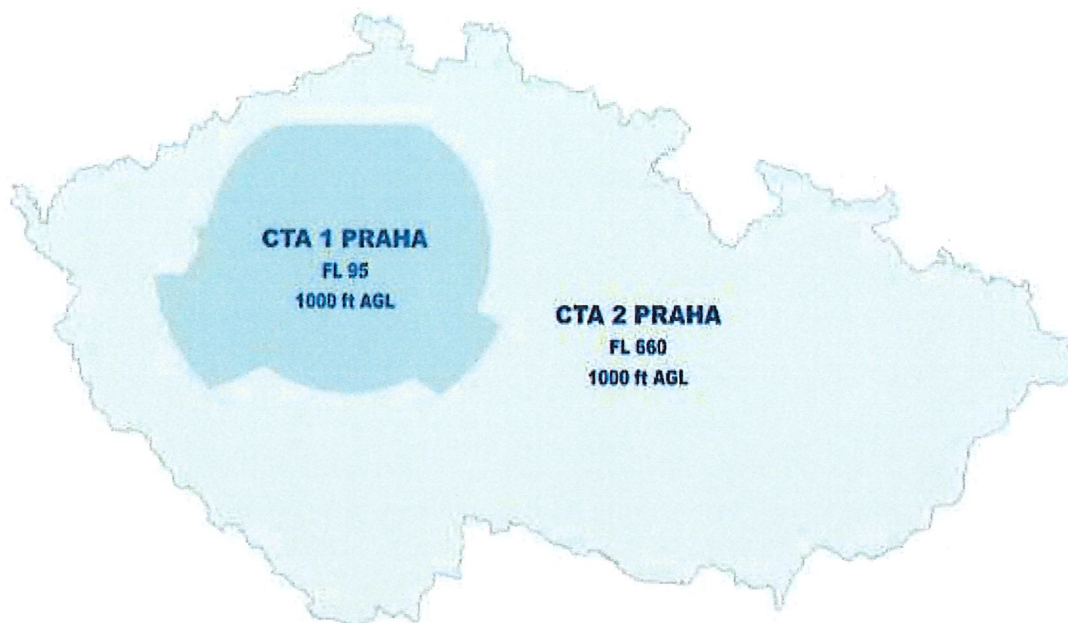 CTA 1 PRAHA
FL 95
1000 ft AGL
CTA 2 PRAHA
FL 660
1000 ft AGL